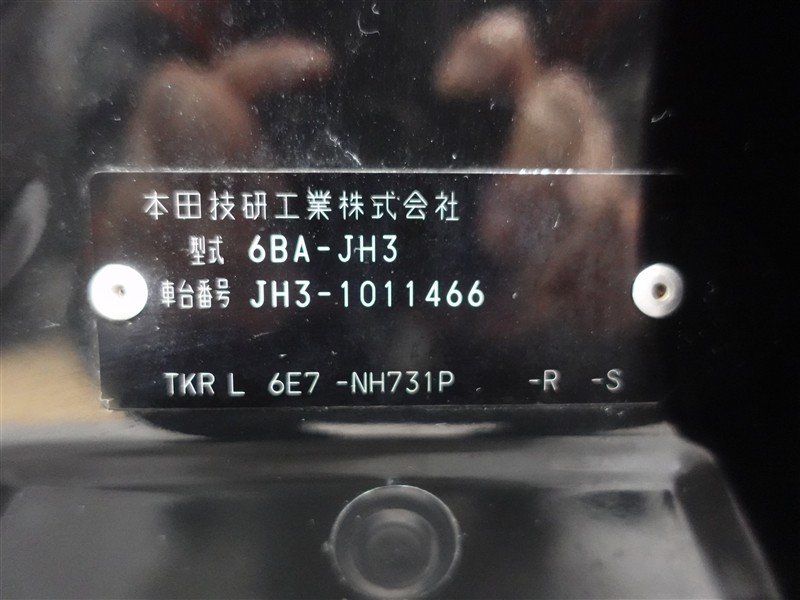 本田技研工業株式会社
型式 6BA-JH3
車台番号 JH3-1011466
TKR L 6E7 -NH731P -R -S